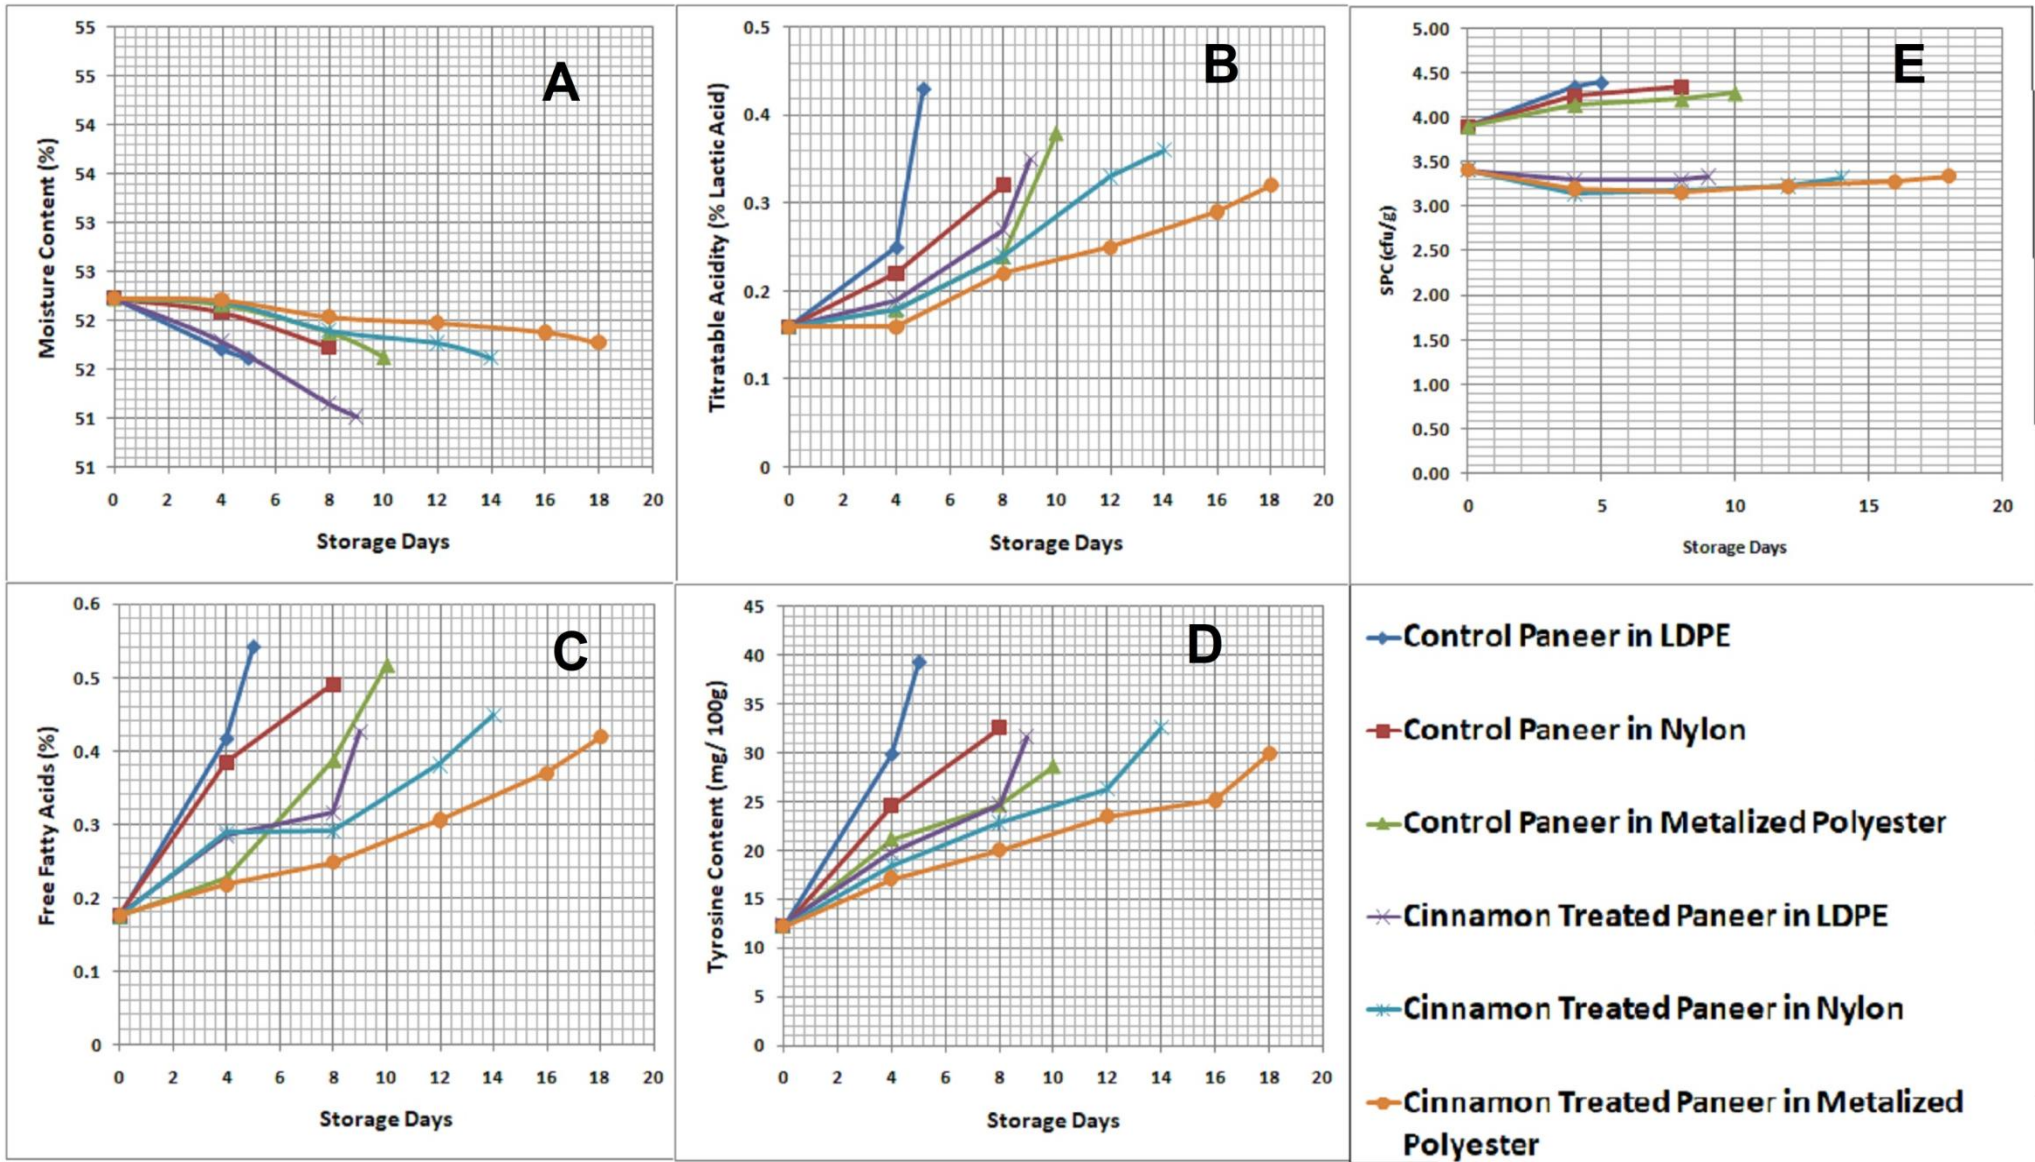 A
Moisture Content (%)
55
55
54
54
53
53
52
52
51
51
0 2 4 6 8 10 12 14 16 18 20
Storage Days
B
Titratable Acidity (% Lactic Acid)
0.5
0.4
0.3
0.2
0.1
0
0 2 4 6 8 10 12 14 16 18 20
Storage Days
E
SPC (cfu/g)
5.00
4.50
4.00
3.50
3.00
2.50
2.00
1.50
1.00
0.50
0.00
0 5 10 15 20
Storage Days
C
Free Fatty Acids (%)
0.6
0.5
0.4
0.3
0.2
0.1
0
0 2 4 6 8 10 12 14 16 18 20
Storage Days
D
Tyrosine Content (mg/ 100g)
45
40
35
30
25
20
15
10
5
0
0 2 4 6 8 10 12 14 16 18 20
Storage Days
Control Paneer in LDPE
Control Paneer in Nylon
Control Paneer in Metalized Polyester
Cinnamon Treated Paneer in LDPE
Cinnamon Treated Paneer in Nylon
Cinnamon Treated Paneer in Metalized
Polyester